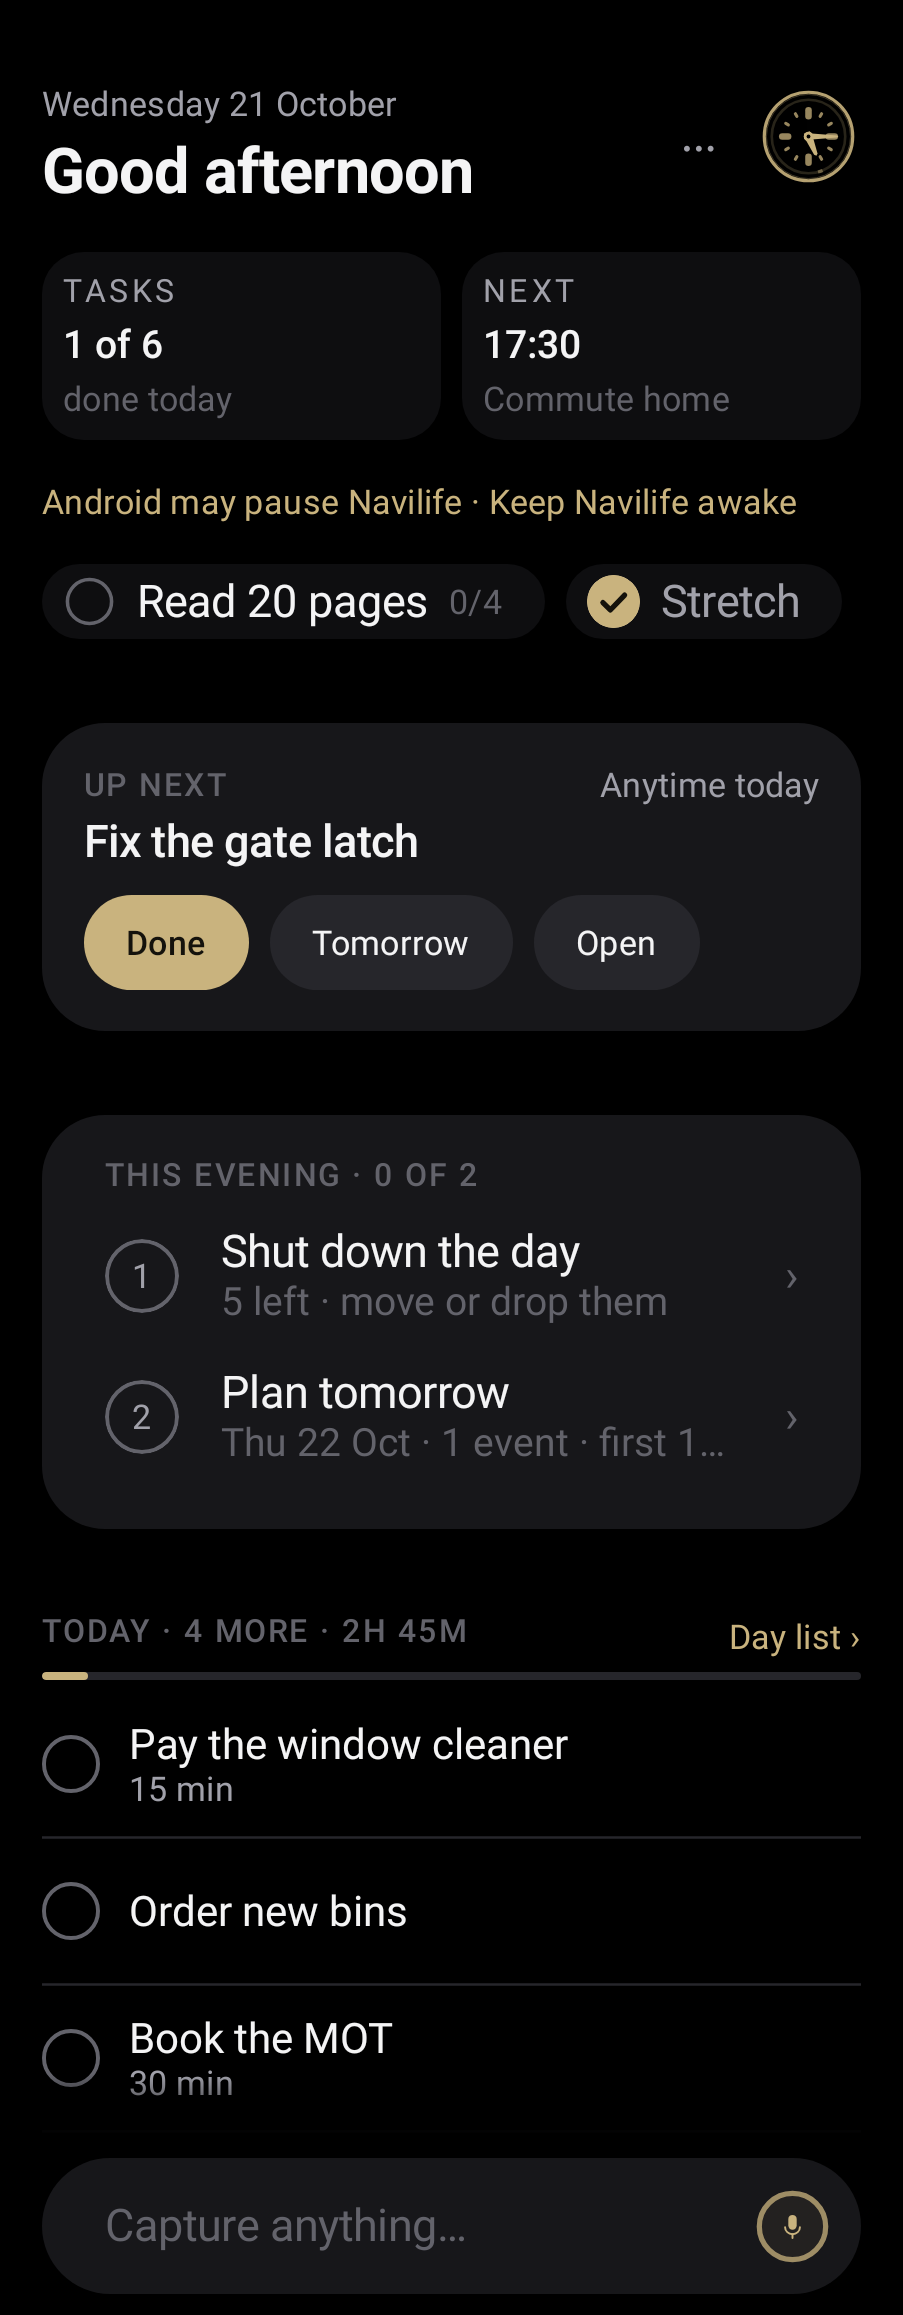 Wednesday 21 October
Good afternoon
...
TASKS
1 of 6
done today
NEXT
17:30
Commute home
Android may pause Navilife · Keep Navilife awake
Read 20 pages 0/4
Stretch
UP NEXT
Anytime today
Fix the gate latch
Done
Tomorrow
Open
THIS EVENING · 0 OF 2
1
Shut down the day
5 left · move or drop them
›
2
Plan tomorrow
Thu 22 Oct · 1 event · first 1…
›
TODAY · 4 MORE · 2H 45M
Day list ›
Pay the window cleaner
15 min
Order new bins
Book the MOT
30 min
Capture anything…